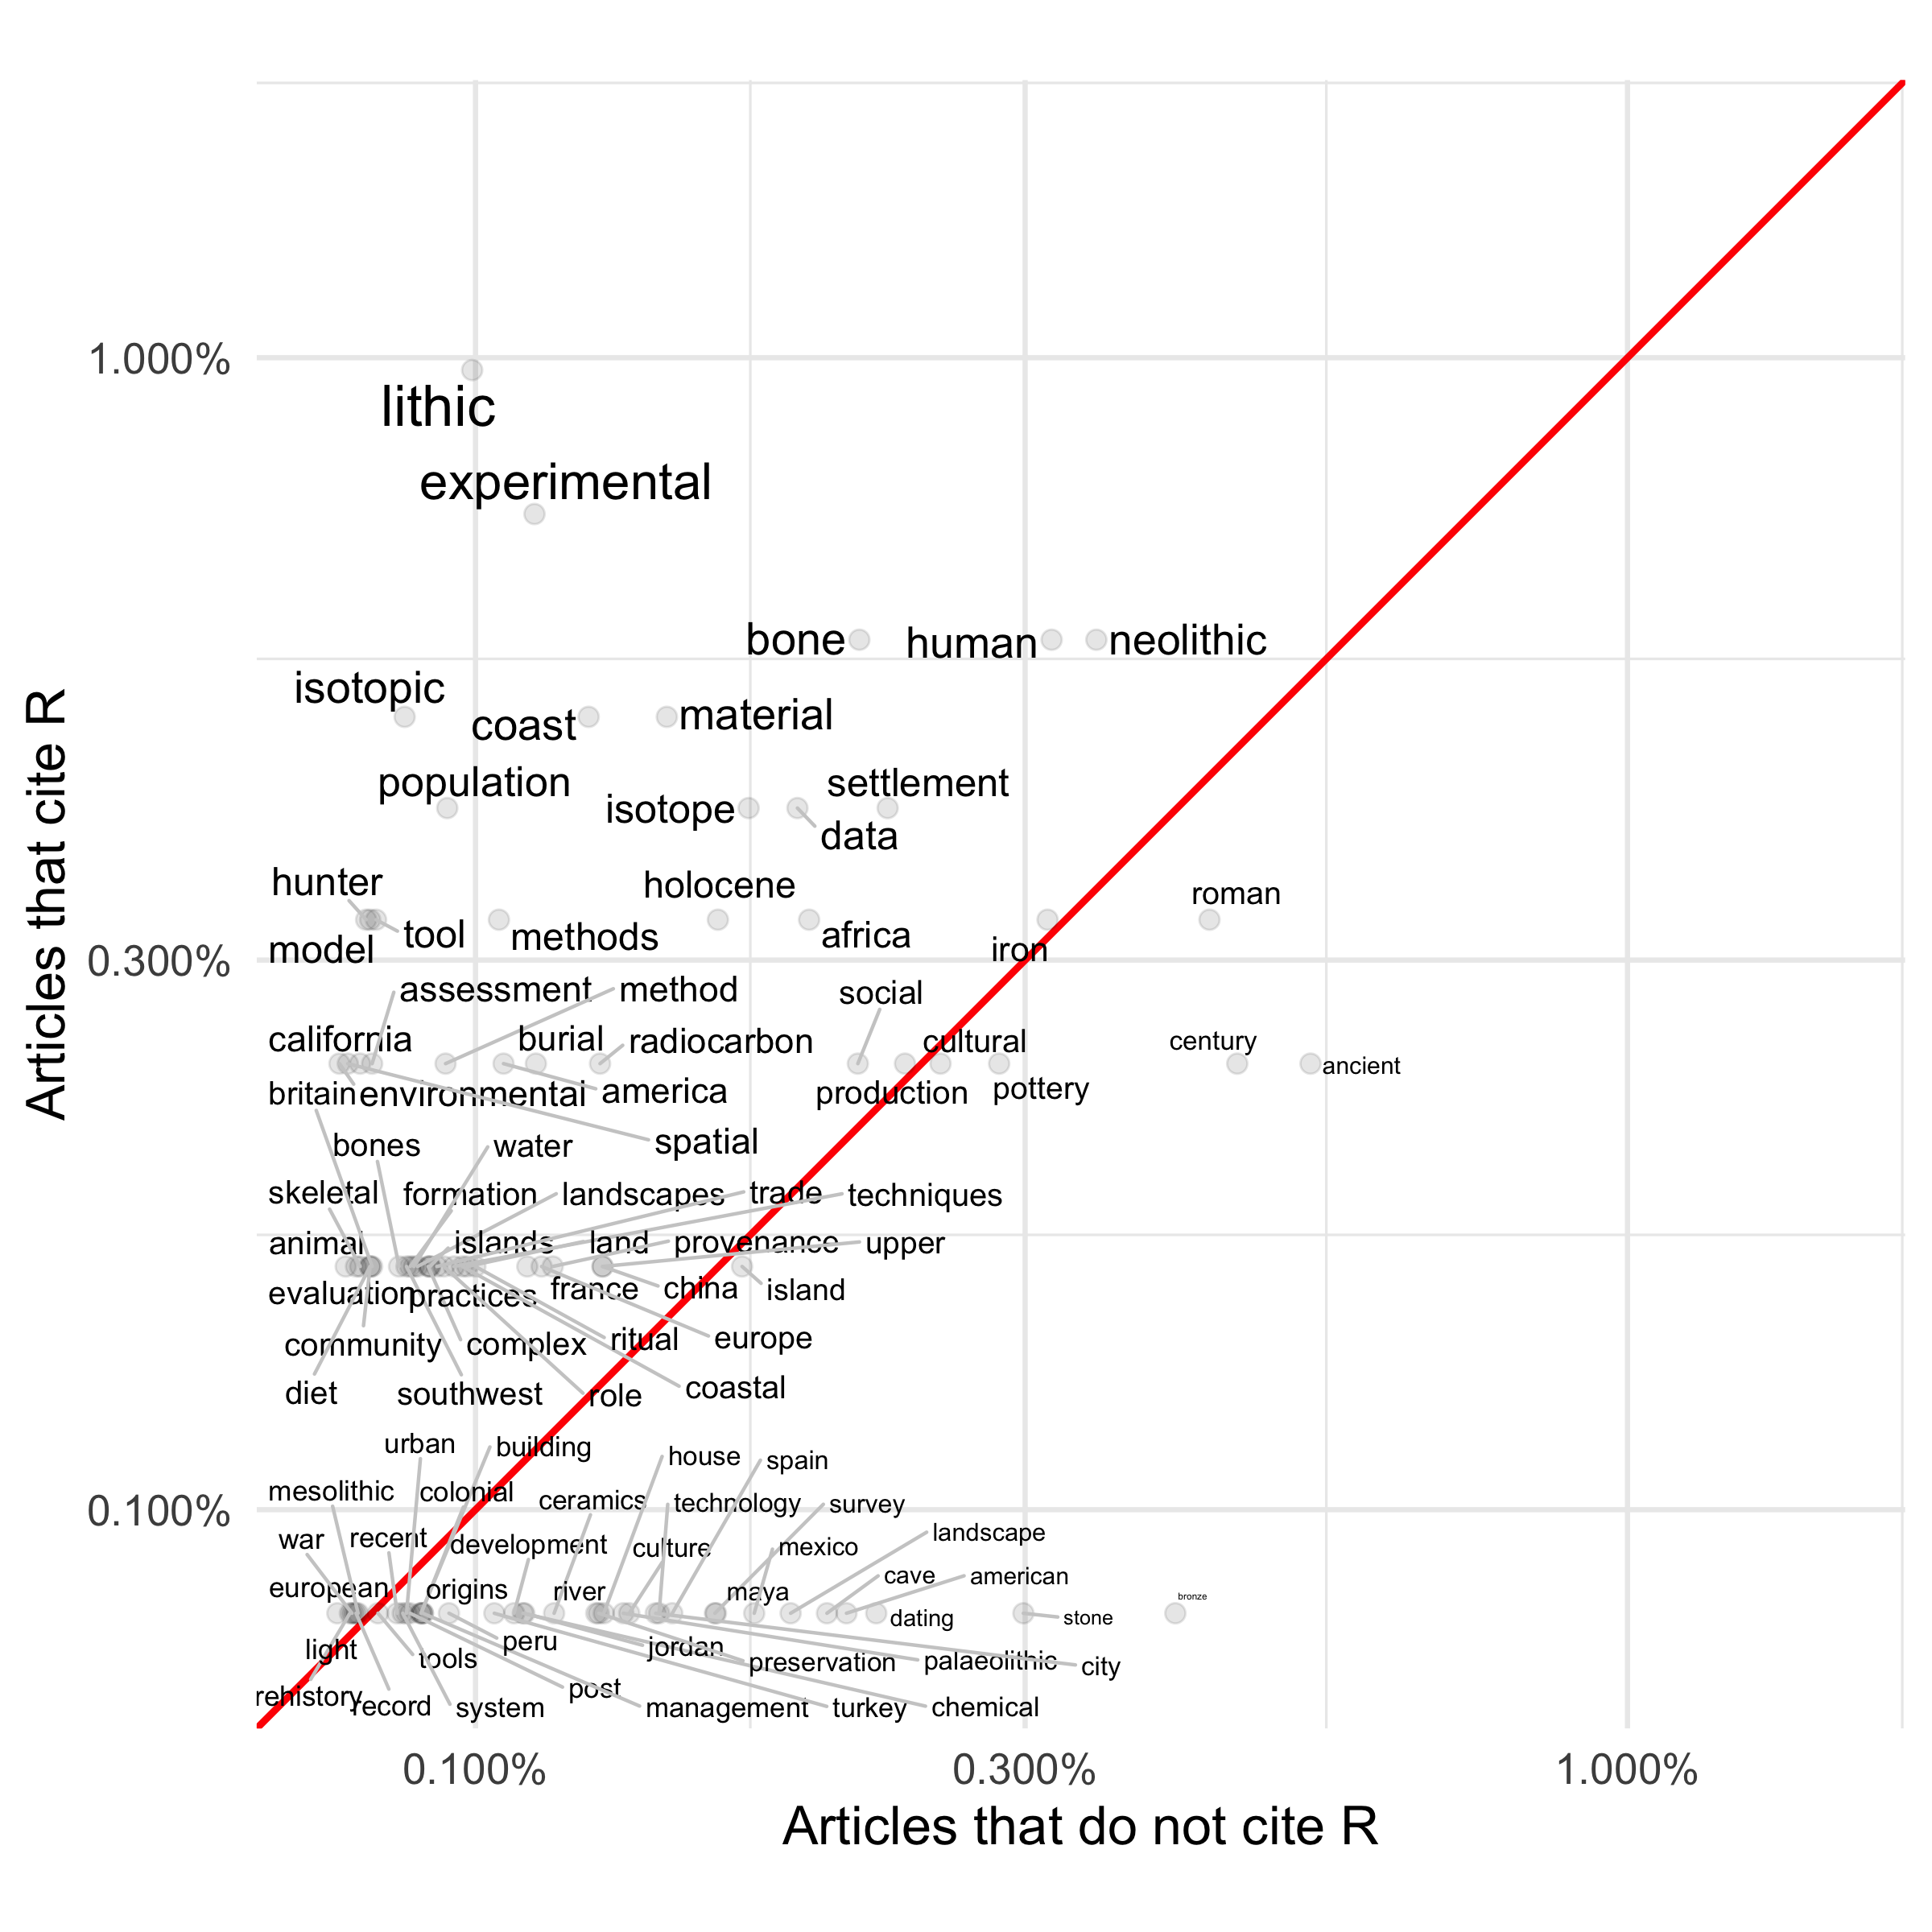 1.000%
lithic
experimental
bone
human
neolithic
isotopic
coast
material
population
settlement
isotope
data
hunter
holocene
roman
model
tool
methods
africa
iron
0.300%
assessment
method
social
california
burial
radiocarbon
cultural
century
ancient
britain
environmental
america
production
pottery
bones
water
spatial
skeletal
formation
landscapes
trade
techniques
animal
islands
land
provenance
upper
evaluation
practices
france
china
island
community
complex
ritual
europe
diet
southwest
role
coastal
urban
building
house
spain
mesolithic
colonial
ceramics
technology
survey
0.100%
war
recent
development
culture
mexico
landscape
european
origins
river
maya
cave
american
bronze
dating
stone
light
tools
peru
jordan
preservation
palaeolithic
city
rehistory
record
system
post
management
turkey
chemical
0.100%
0.300%
1.000%
Articles that do not cite R
Articles that cite R